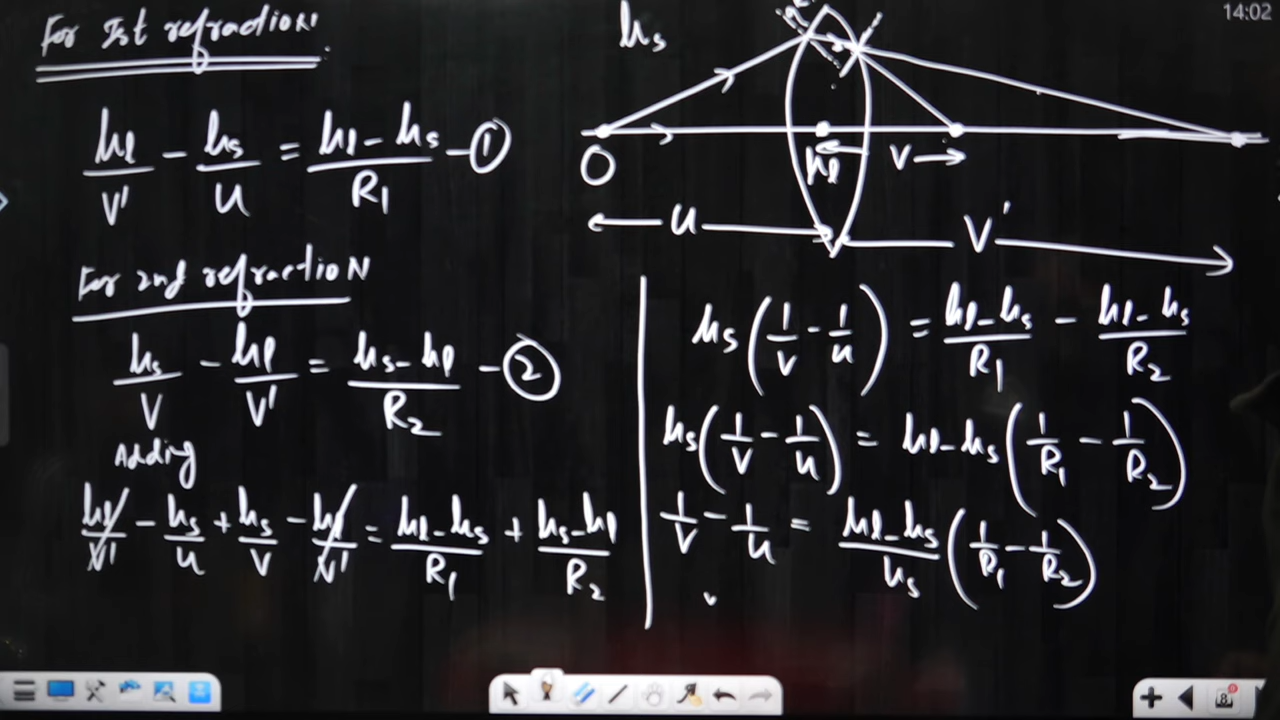 14:02
For Ist refraction
μl/v' - μs/u = μl - μs/R1 - ①
For 2nd refractioN
μs/v - μl/v' = μs - μl/R2 - ②
Adding
μl/v' - μs/u + μs/v - μl/v' = μl - μs/R1 + μs - μl/R2
μs
O
μl
v
u
v'
μs(1/v - 1/u) = μl - μs/R1 - μl - μs/R2
μs(1/v - 1/u) = μl - μs(1/R1 - 1/R2)
1/v - 1/u = μl - μs/μs(1/R1 - 1/R2)
8